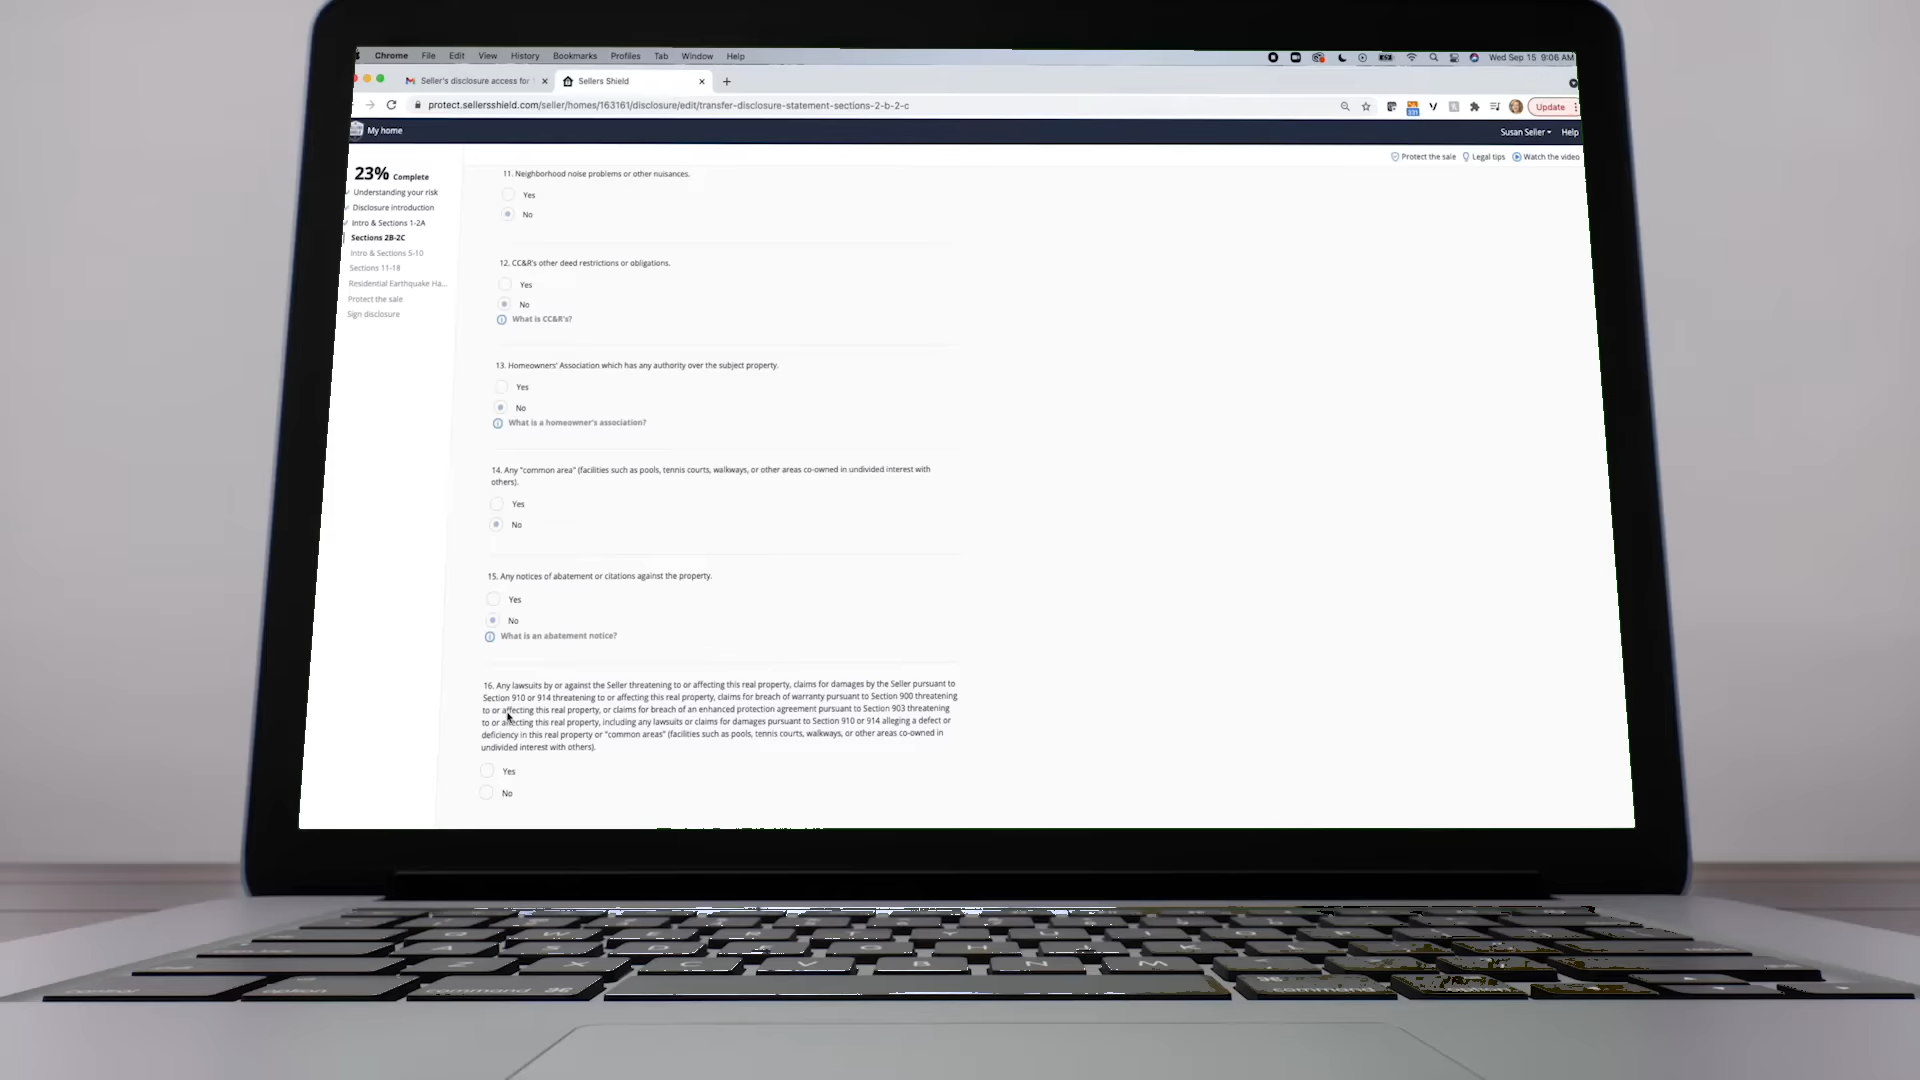 Chrome File Edit View History Bookmarks Profiles Tab Window Help Wed Sep 15 9:06 AM
Seller's disclosure access for Sellers Shield
protect.sellersshield.com/seller/homes/163161/disclosure/edit/transfer-disclosure-statement-sections-2-b-2-c Update
My home Susan Seller Help
Protect the sale Legal tips Watch the video
23% Complete
Understanding your risk
Disclosure introduction
Intro & Sections 1-2A
Sections 2B-2C
Intro & Sections 5-10
Sections 11-18
Residential Earthquake Ha...
Protect the sale
Sign disclosure
11. Neighborhood noise problems or other nuisances.
Yes
No
12. CC&R's other deed restrictions or obligations.
Yes
No
What is CC&R's?
13. Homeowners' Association which has any authority over the subject property.
Yes
No
What is a homeowner's association?
14. Any "common area" (facilities such as pools, tennis courts, walkways, or other areas co-owned in undivided interest with
others).
Yes
No
15. Any notices of abatement or citations against the property.
Yes
No
What is an abatement notice?
16. Any lawsuits by or against the Seller threatening to or affecting this real property, claims for damages by the Seller pursuant to
Section 910 or 914 threatening to or affecting this real property, claims for breach of warranty pursuant to Section 900 threatening
to or affecting this real property, or claims for breach of an enhanced protection agreement pursuant to Section 903 threatening
to or affecting this real property, including any lawsuits or claims for damages pursuant to Section 910 or 914 alleging a defect or
deficiency in this real property or "common areas" (facilities such as pools, tennis courts, walkways, or other areas co-owned in
undivided interest with others).
Yes
No
Q W E R T Y U I O
A S D F G H J K L
Z X C V B N M
control option command command option